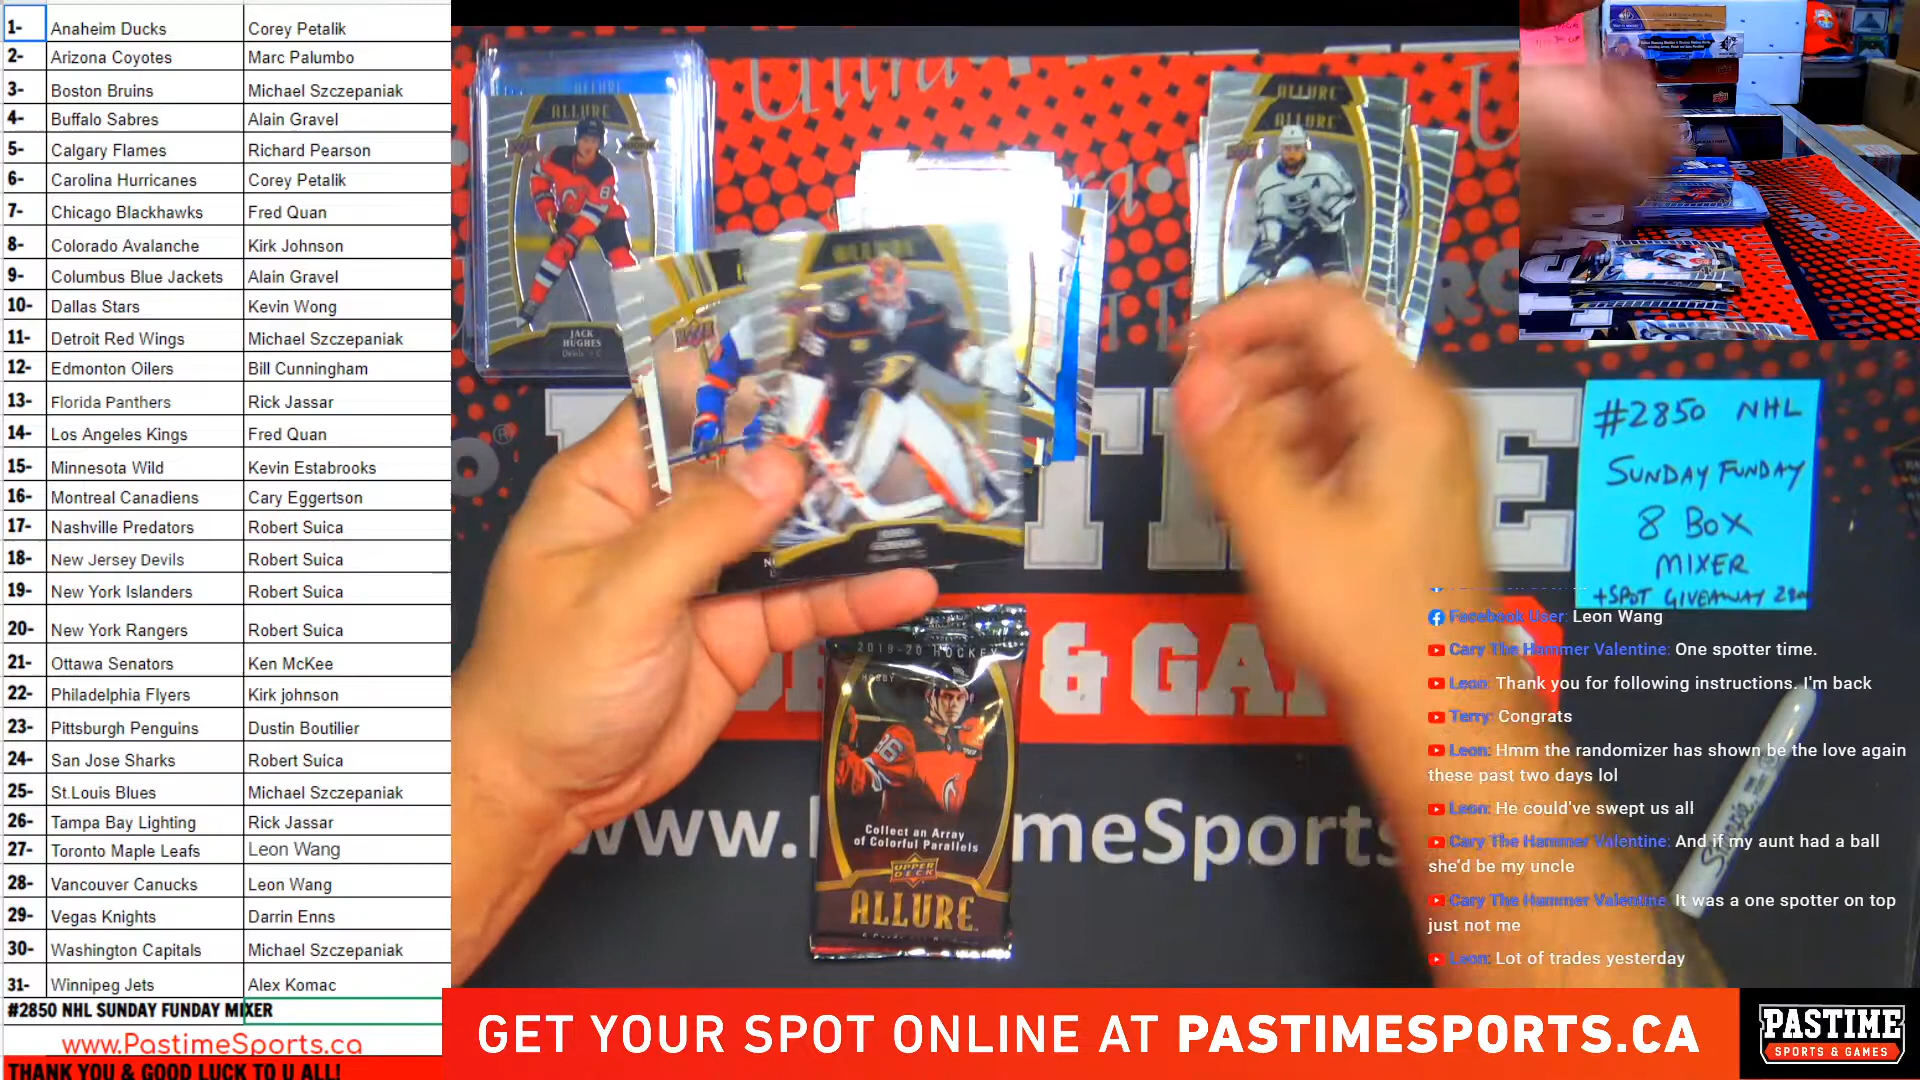 1- Anaheim Ducks Corey Petalik
2- Arizona Coyotes Marc Palumbo
3- Boston Bruins Michael Szczepaniak
4- Buffalo Sabres Alain Gravel
5- Calgary Flames Richard Pearson
6- Carolina Hurricanes Corey Petalik
7- Chicago Blackhawks Fred Quan
8- Colorado Avalanche Kirk Johnson
9- Columbus Blue Jackets Alain Gravel
10- Dallas Stars Kevin Wong
11- Detroit Red Wings Michael Szczepaniak
12- Edmonton Oilers Bill Cunningham
13- Florida Panthers Rick Jassar
14- Los Angeles Kings Fred Quan
15- Minnesota Wild Kevin Estabrooks
16- Montreal Canadiens Cary Eggertson
17- Nashville Predators Robert Suica
18- New Jersey Devils Robert Suica
19- New York Islanders Robert Suica
20- New York Rangers Robert Suica
21- Ottawa Senators Ken McKee
22- Philadelphia Flyers Kirk johnson
23- Pittsburgh Penguins Dustin Boutilier
24- San Jose Sharks Robert Suica
25- St.Louis Blues Michael Szczepaniak
26- Tampa Bay Lighting Rick Jassar
27- Toronto Maple Leafs Leon Wang
28- Vancouver Canucks Leon Wang
29- Vegas Knights Darrin Enns
30- Washington Capitals Michael Szczepaniak
31- Winnipeg Jets Alex Komac
#2850 NHL SUNDAY FUNDAY MIXER
www.PastimeSports.ca
THANK YOU & GOOD LUCK TO U ALL!
ALLURE
JACK
HUGHES
ALLURE
ALLURE
ALLURE
2019-20 HOCKEY
HOBBY
Collect an Array
of Colorful Parallels
UPPER
DECK
ALLURE
& GA
www.
meSports
#2850 NHL
SUNDAY FUNDAY
8 BOX
MIXER
+SPOT GIVEAWAY
Facebook User: Leon Wang
Cary The Hammer Valentine: One spotter time.
Leon: Thank you for following instructions. I'm back
Terry: Congrats
Leon: Hmm the randomizer has shown be the love again
these past two days lol
Leon: He could've swept us all
Cary The Hammer Valentine: And if my aunt had a ball
she'd be my uncle
Cary The Hammer Valentine: It was a one spotter on top
just not me
Leon: Lot of trades yesterday
Sharpie
GET YOUR SPOT ONLINE AT PASTIMESPORTS.CA
PASTIME
SPORTS & GAMES